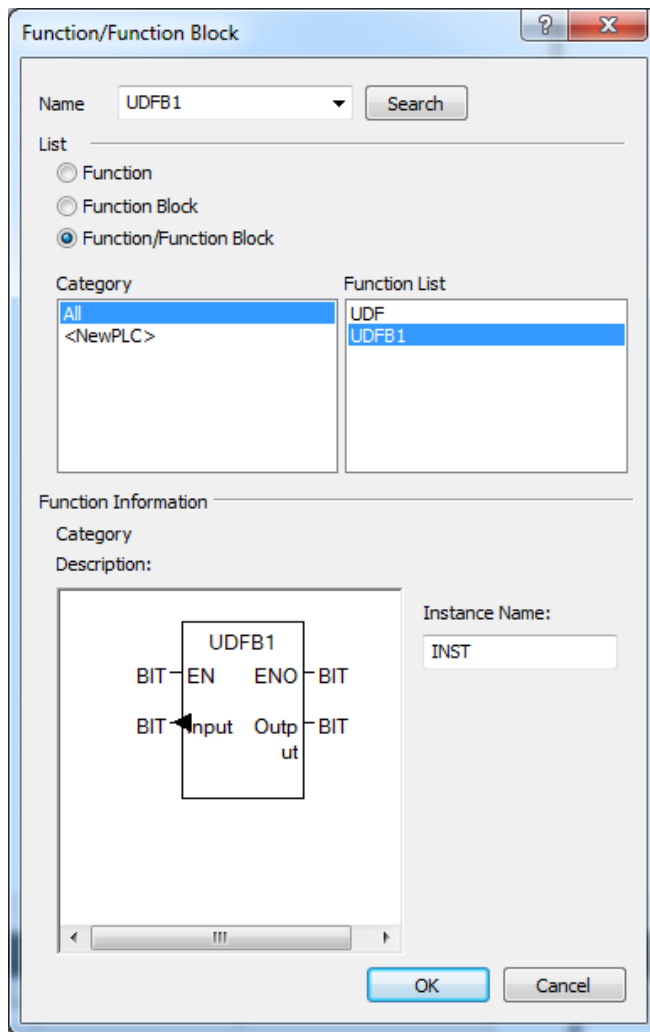 Function/Function Block
?
Name UDFB1 Search
List
Function
Function Block
Function/Function Block
Category Function List
All UDF
<NewPLC> UDFB1
Function Information
Category
Description:
Instance Name:
UDFB1 INST
BIT EN ENO BIT
BIT Input Outp BIT
ut
OK Cancel